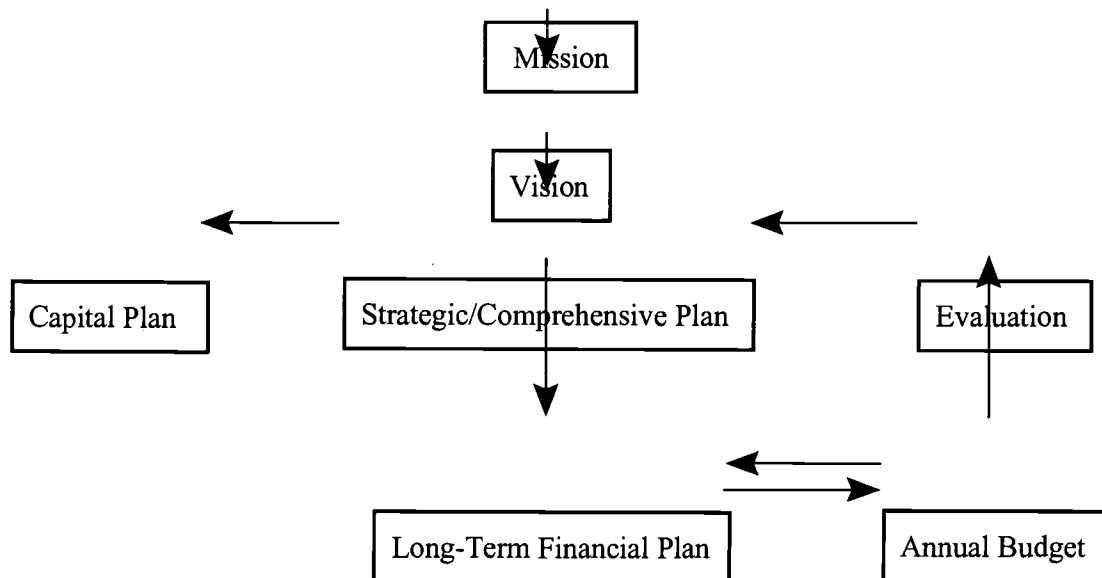 Mission
Vision
Capital Plan
Strategic/Comprehensive Plan
Evaluation
Long-Term Financial Plan
Annual Budget